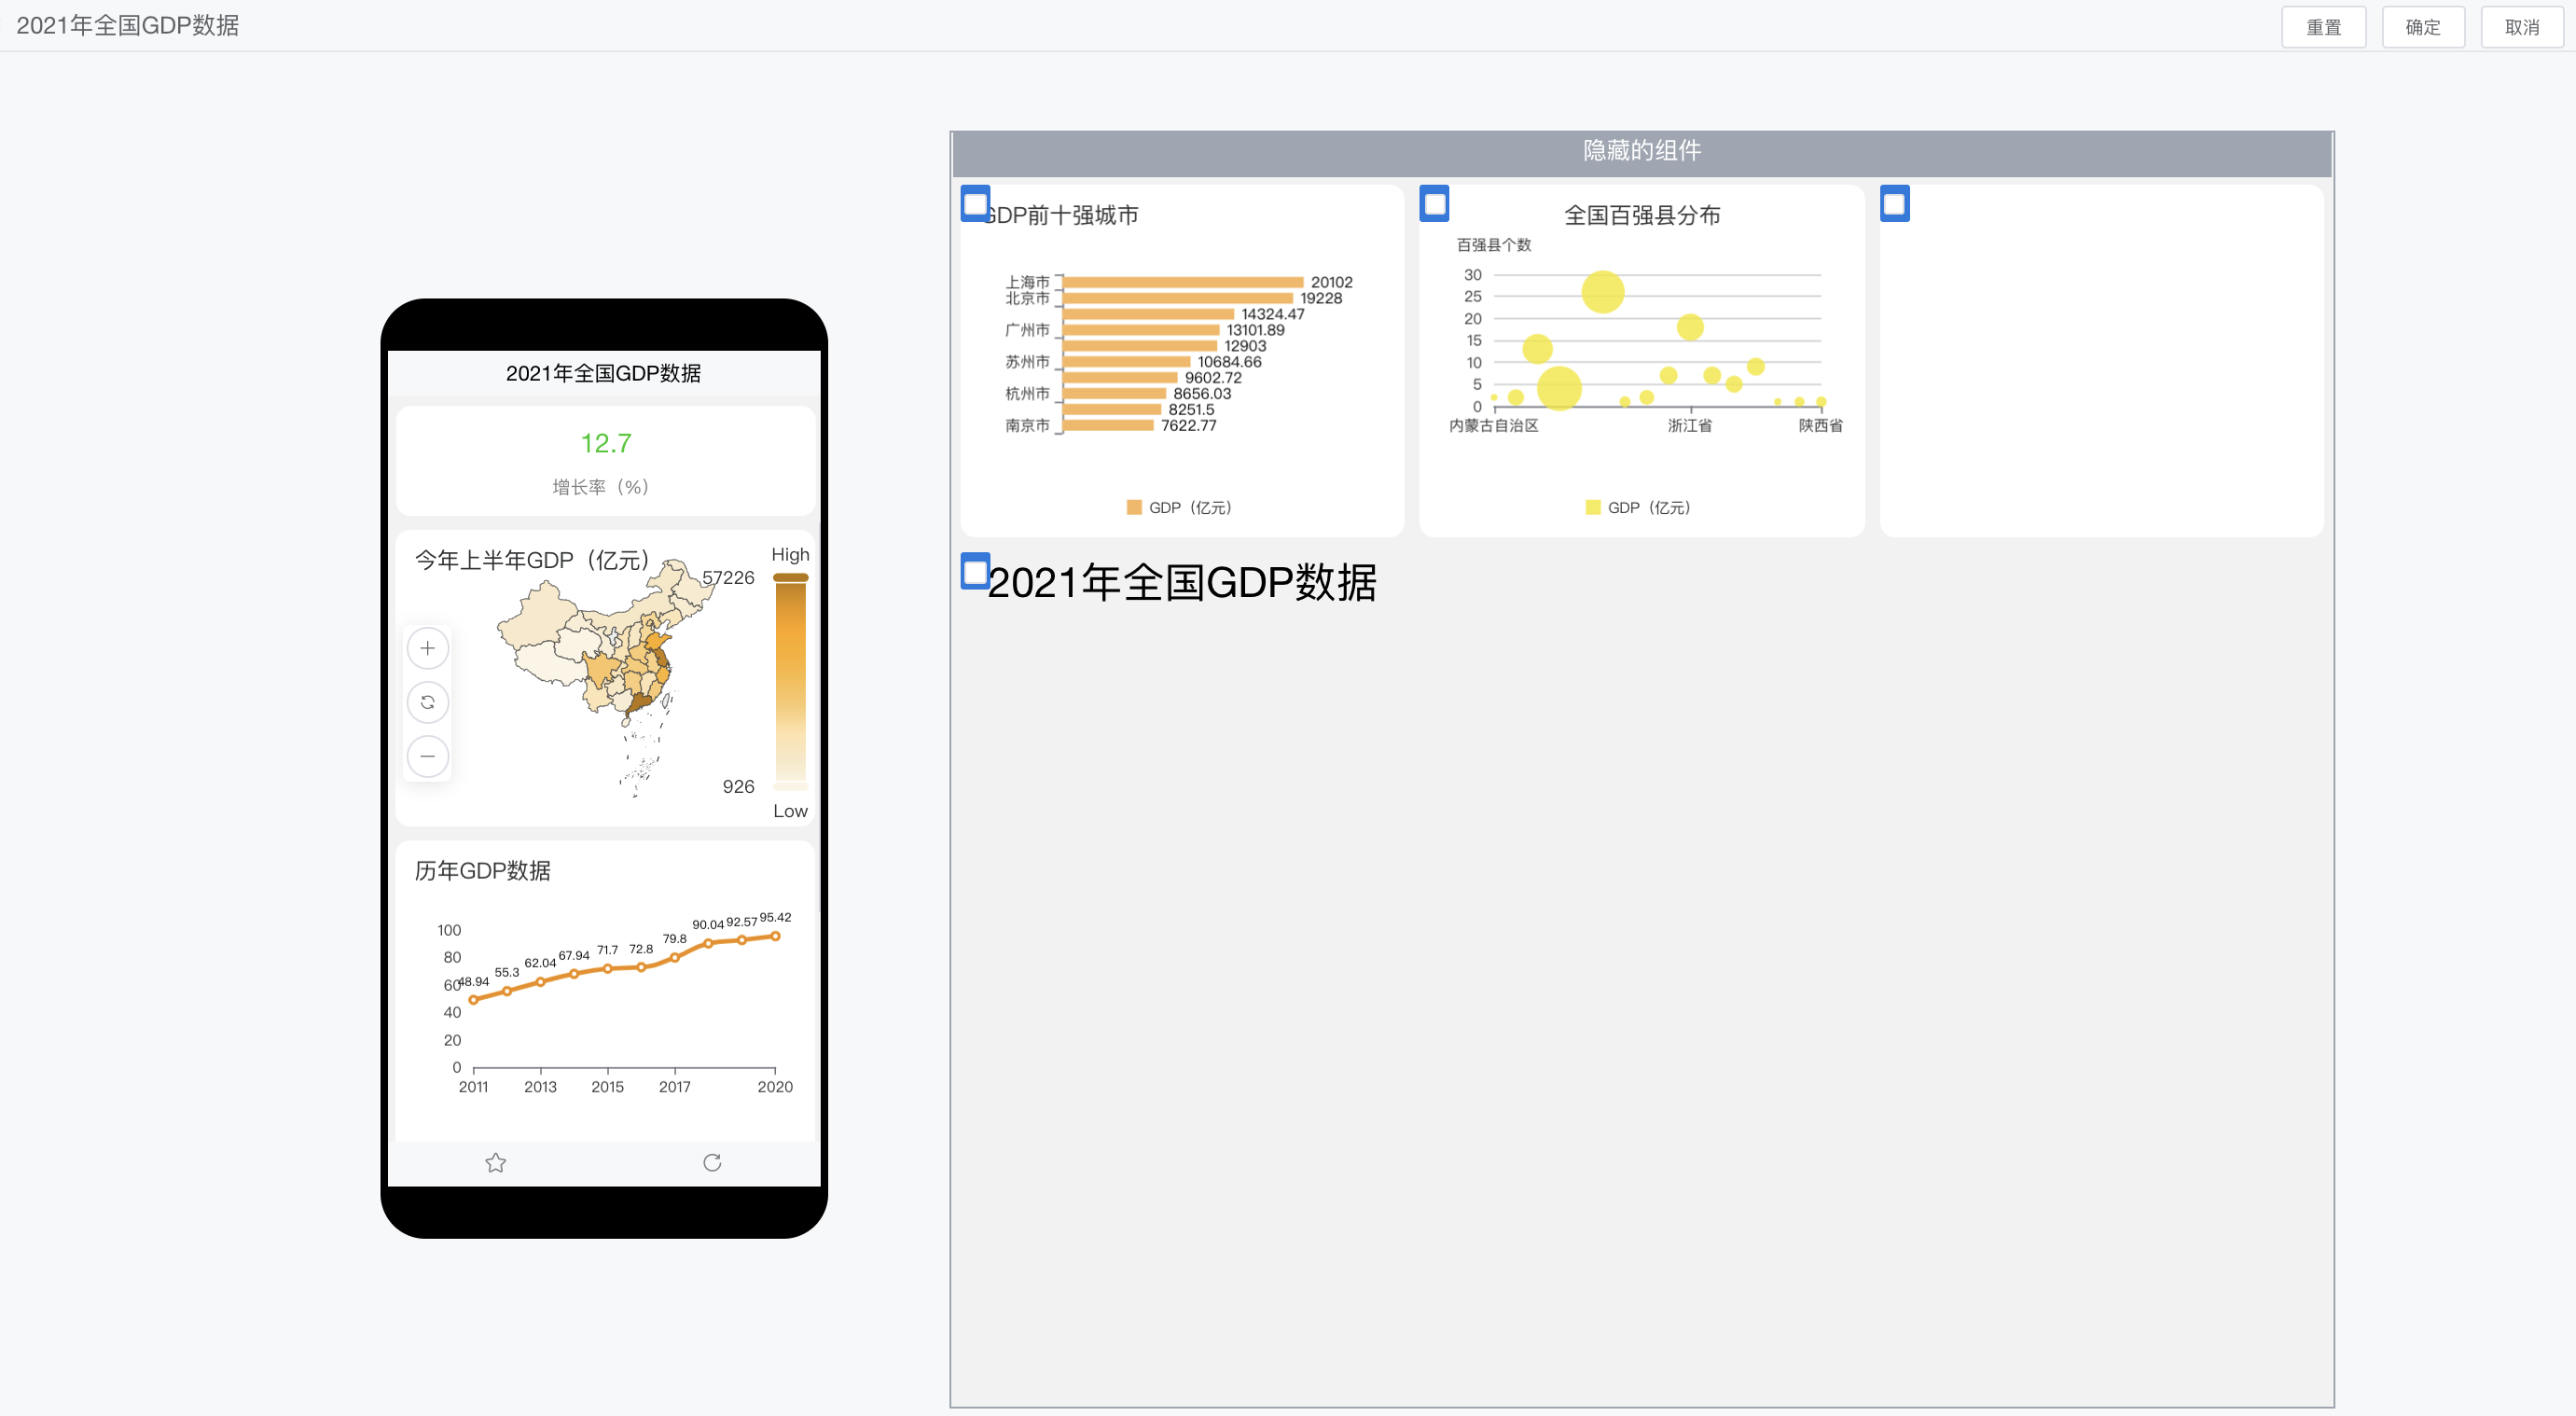 2021年全国GDP数据
重置
确定
取消
2021年全国GDP数据
12.7
增长率（%）
今年上半年GDP（亿元）
High
57226
926
Low
历年GDP数据
100
80
60
40
20
0
48.94
55.3
62.04
67.94
71.7
72.8
79.8
90.04
92.57
95.42
2011
2013
2015
2017
2020
隐藏的组件
GDP前十强城市
上海市 20102
北京市 19228
14324.47
广州市 13101.89
12903
苏州市 10684.66
9602.72
杭州市 8656.03
8251.5
南京市 7622.77
GDP（亿元）
全国百强县分布
百强县个数
30
25
20
15
10
5
0
内蒙古自治区
浙江省
陕西省
GDP（亿元）
2021年全国GDP数据